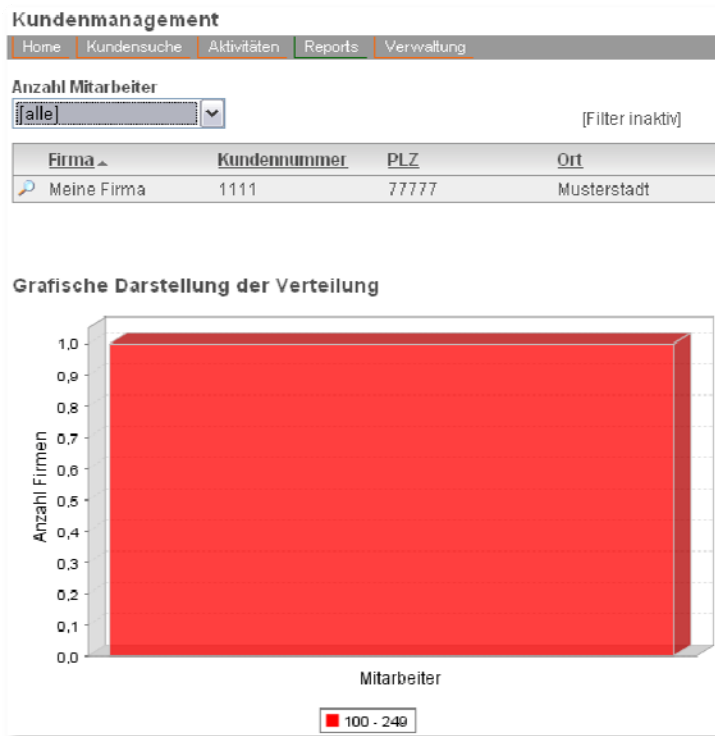 Kundenmanagement
Home Kundensuche Aktivitäten Reports Verwaltung
Anzahl Mitarbeiter
[alle]
[Filter inaktiv]
Firma Kundennummer PLZ Ort
Meine Firma 1111 77777 Musterstadt
Grafische Darstellung der Verteilung
1,0
0,9
0,8
0,7
0,6
0,5
0,4
0,3
0,2
0,1
0,0
Anzahl Firmen
Mitarbeiter
100 - 249